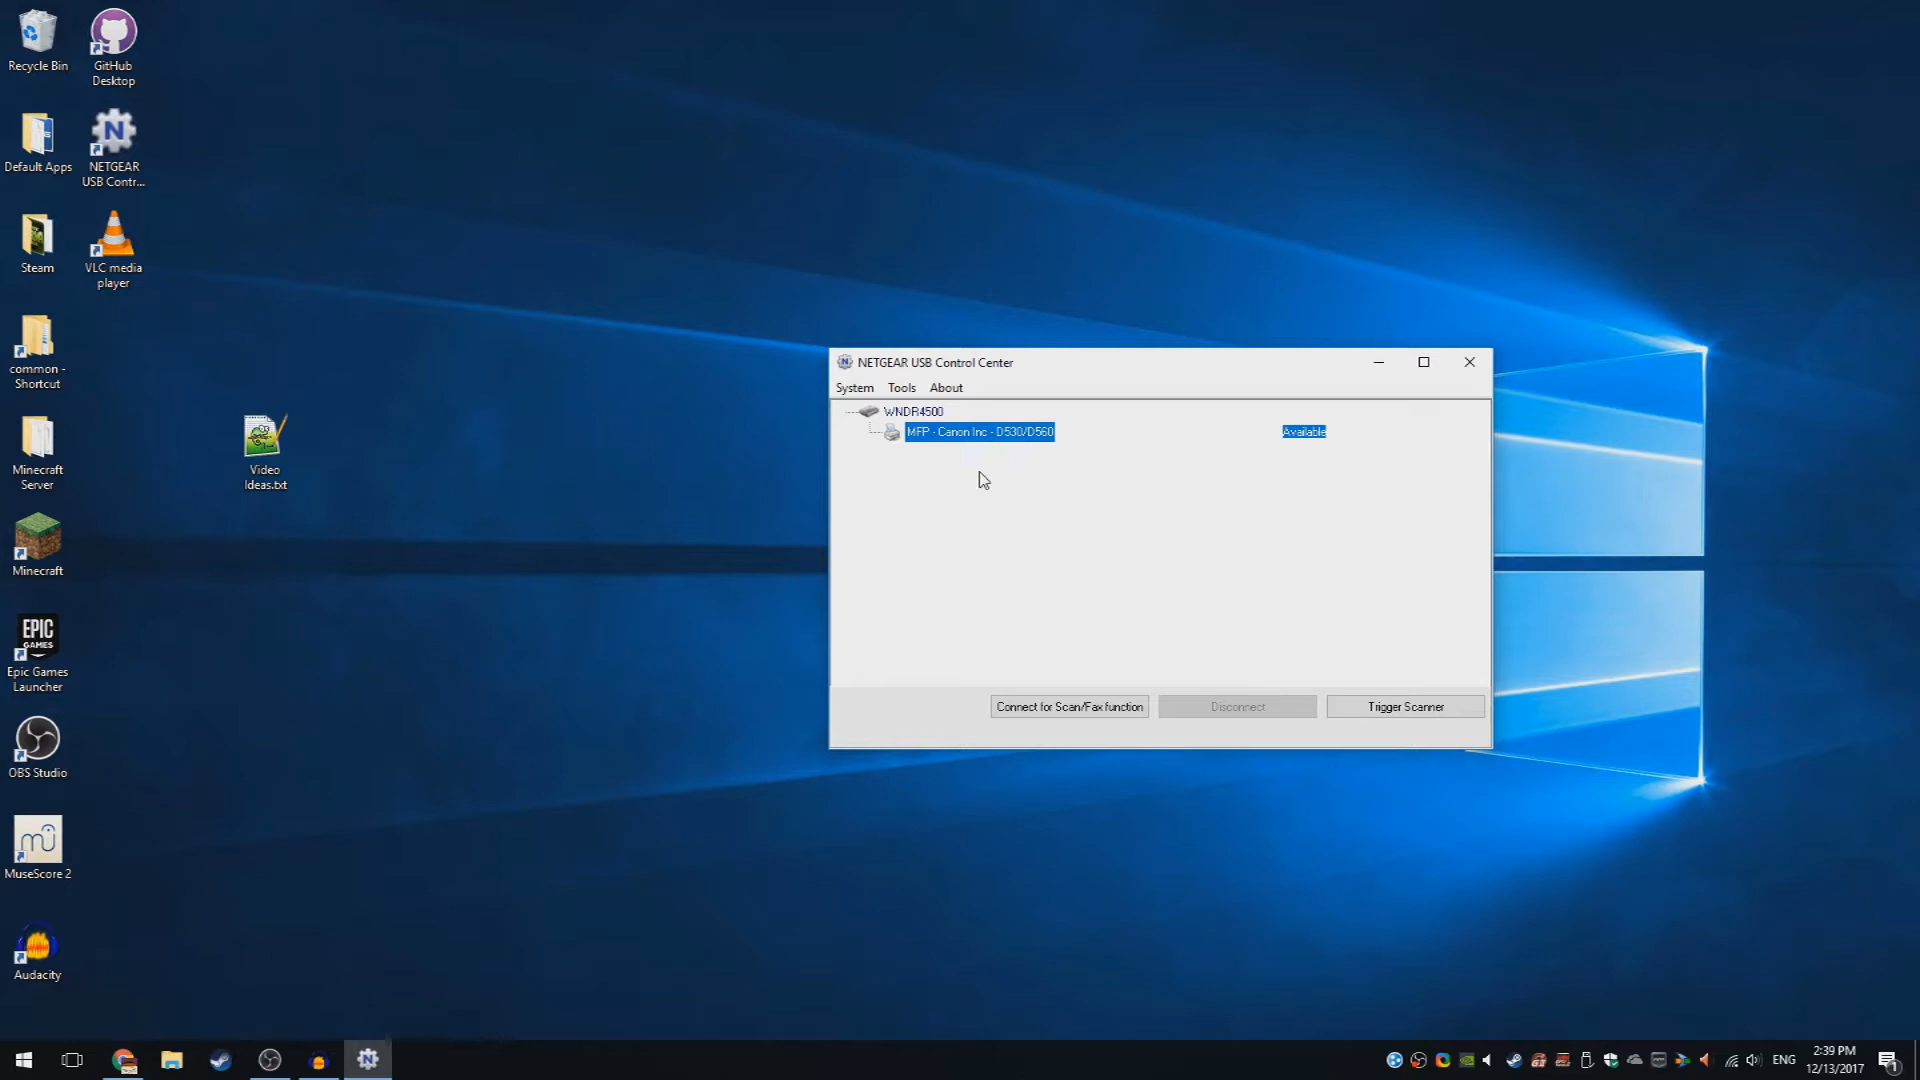 Recycle Bin
GitHub
Desktop
Default Apps
N
NETGEAR
USB Contr...
Steam
VLC media
player
common -
Shortcut
Minecraft
Server
Video
Ideas.txt
Minecraft
EPIC
GAMES
Epic Games
Launcher
OBS Studio
mu
MuseScore 2
Audacity
NETGEAR USB Control Center
System Tools About
WNDR4500
MFP - Canon Inc - D530/D560 Available
Connect for Scan/Fax function Disconnect Trigger Scanner
N
ENG
2:39 PM
12/13/2017
1